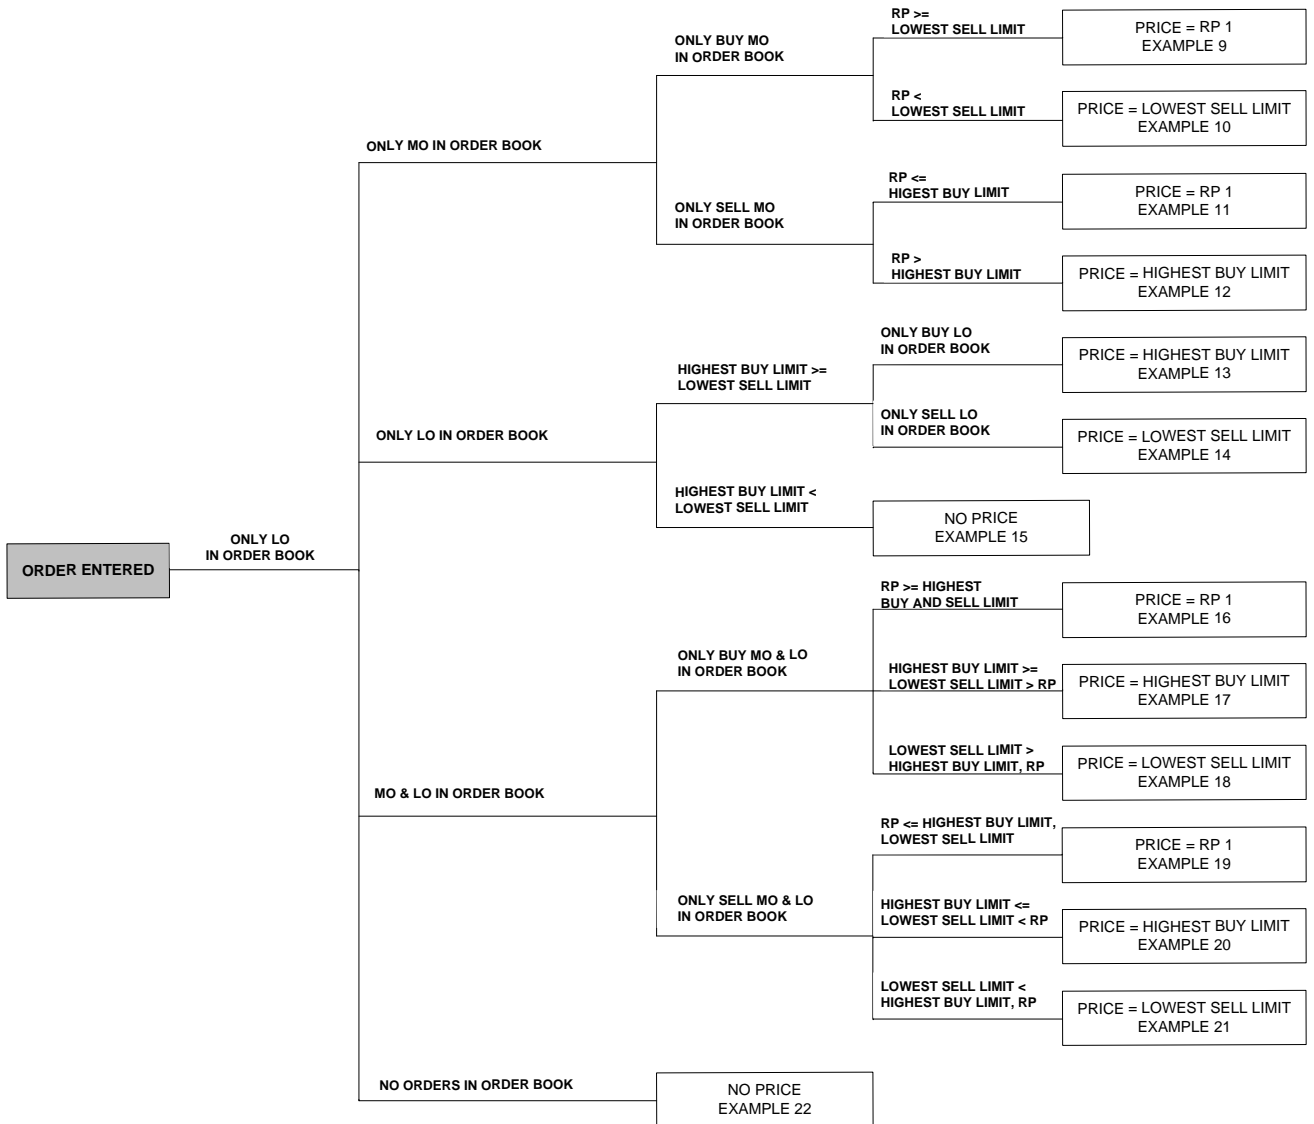 ORDER ENTERED
ONLY LO
IN ORDER BOOK
ONLY MO IN ORDER BOOK
ONLY BUY MO
IN ORDER BOOK
RP >=
LOWEST SELL LIMIT
PRICE = RP 1
EXAMPLE 9
RP <
LOWEST SELL LIMIT
PRICE = LOWEST SELL LIMIT
EXAMPLE 10
ONLY SELL MO
IN ORDER BOOK
RP <=
HIGEST BUY LIMIT
PRICE = RP 1
EXAMPLE 11
RP >
HIGHEST BUY LIMIT
PRICE = HIGHEST BUY LIMIT
EXAMPLE 12
ONLY LO IN ORDER BOOK
HIGHEST BUY LIMIT >=
LOWEST SELL LIMIT
ONLY BUY LO
IN ORDER BOOK
PRICE = HIGHEST BUY LIMIT
EXAMPLE 13
ONLY SELL LO
IN ORDER BOOK
PRICE = LOWEST SELL LIMIT
EXAMPLE 14
HIGHEST BUY LIMIT <
LOWEST SELL LIMIT
NO PRICE
EXAMPLE 15
MO & LO IN ORDER BOOK
ONLY BUY MO & LO
IN ORDER BOOK
RP >= HIGHEST
BUY AND SELL LIMIT
PRICE = RP 1
EXAMPLE 16
HIGHEST BUY LIMIT >=
LOWEST SELL LIMIT > RP
PRICE = HIGHEST BUY LIMIT
EXAMPLE 17
LOWEST SELL LIMIT >
HIGHEST BUY LIMIT, RP
PRICE = LOWEST SELL LIMIT
EXAMPLE 18
ONLY SELL MO & LO
IN ORDER BOOK
RP <= HIGHEST BUY LIMIT,
LOWEST SELL LIMIT
PRICE = RP 1
EXAMPLE 19
HIGHEST BUY LIMIT <=
LOWEST SELL LIMIT < RP
PRICE = HIGHEST BUY LIMIT
EXAMPLE 20
LOWEST SELL LIMIT <
HIGHEST BUY LIMIT, RP
PRICE = LOWEST SELL LIMIT
EXAMPLE 21
NO ORDERS IN ORDER BOOK
NO PRICE
EXAMPLE 22